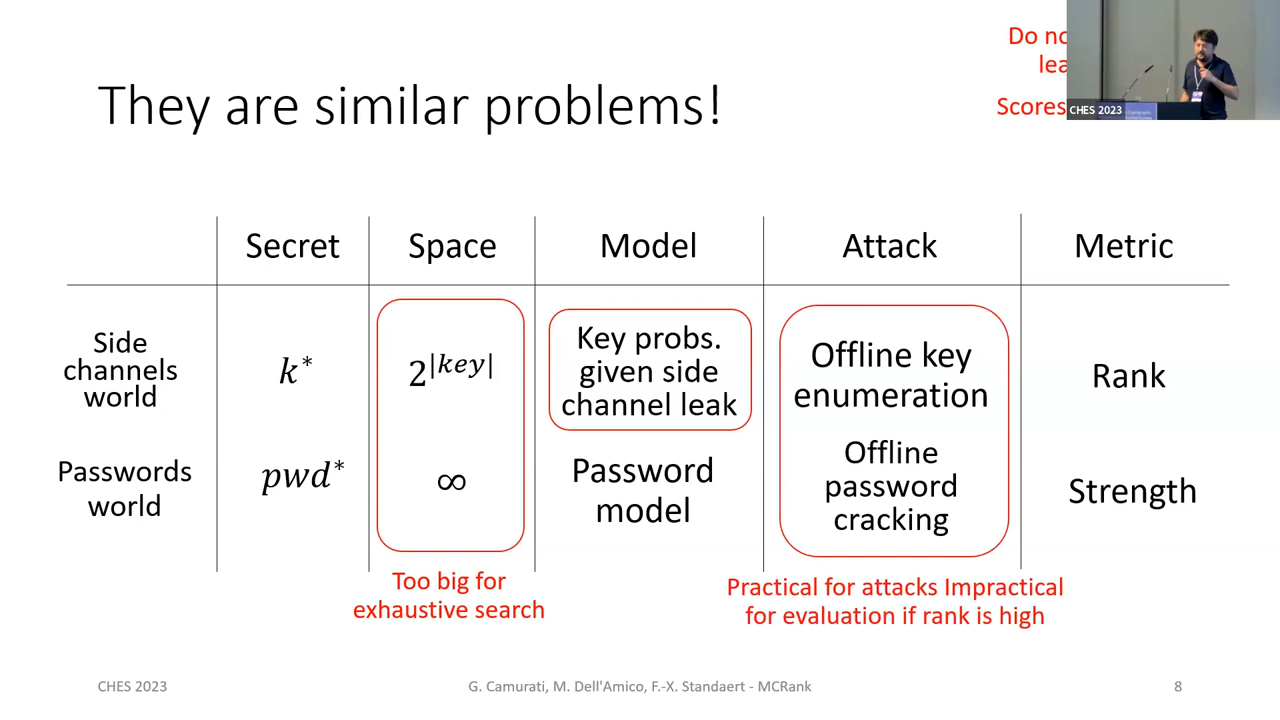 Do
lea
Scores
CHES 2023
They are similar problems!
Secret
Space
Model
Attack
Metric
Side
channels
world
k*
2^|key|
Key probs.
given side
channel leak
Offline key
enumeration
Rank
Passwords
world
pwd*
∞
Password
model
Offline
password
cracking
Strength
Too big for
exhaustive search
Practical for attacks Impractical
for evaluation if rank is high
CHES 2023
G. Camurati, M. Dell'Amico, F.-X. Standaert - MCRank
8